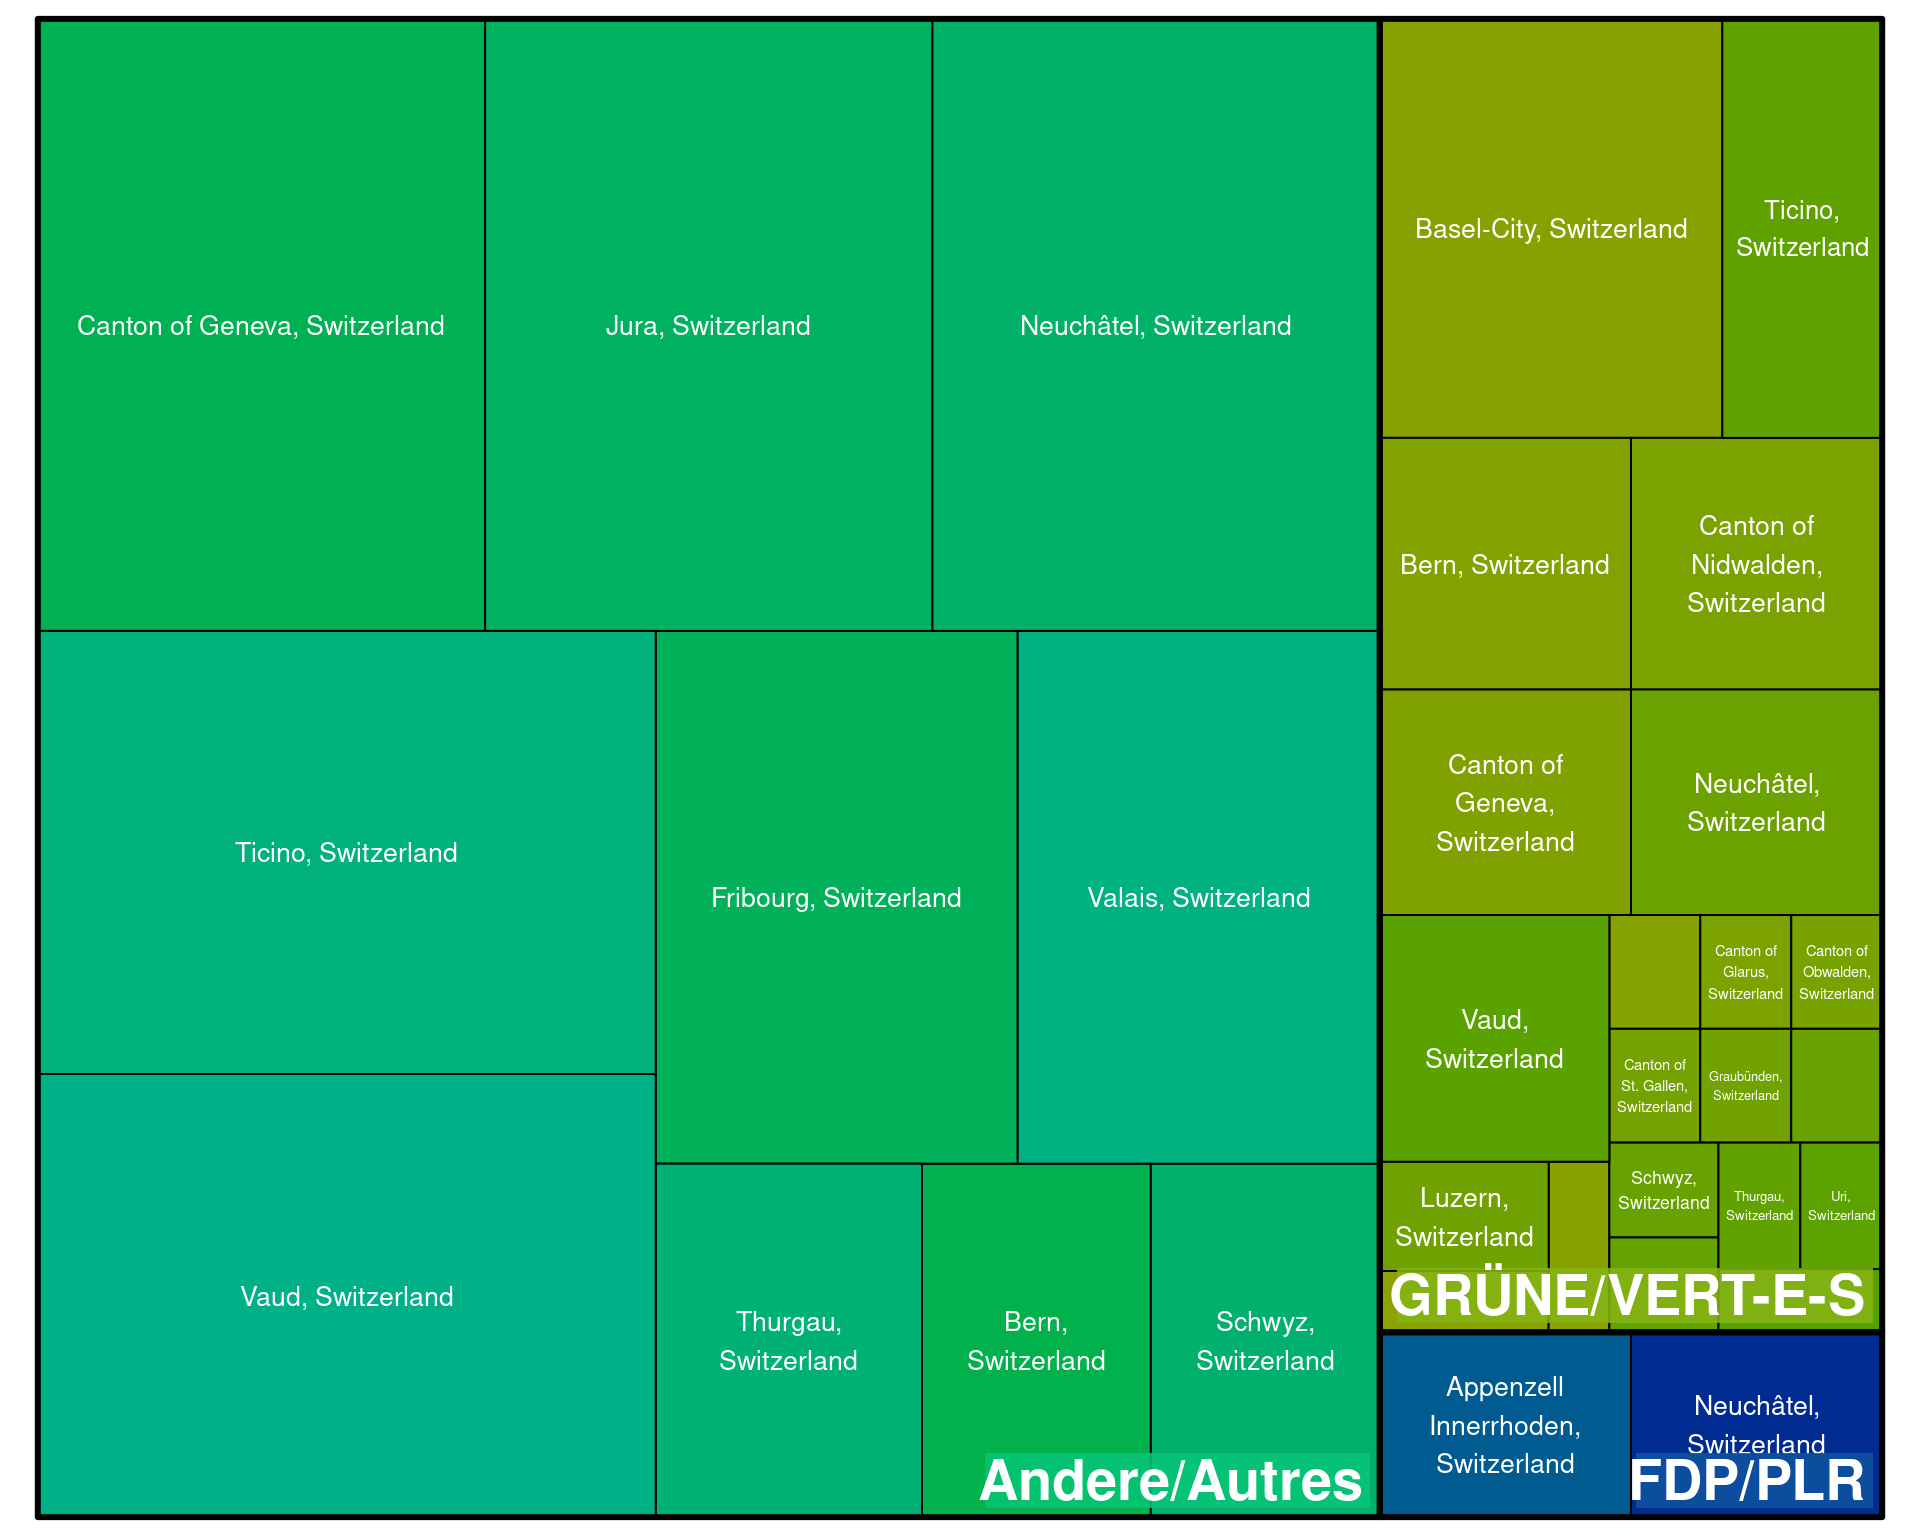 Canton of Geneva, Switzerland
Jura, Switzerland
Neuchâtel, Switzerland
Ticino, Switzerland
Vaud, Switzerland
Fribourg, Switzerland
Valais, Switzerland
Thurgau,
Switzerland
Bern,
Switzerland
Schwyz,
Switzerland
Andere/Autres
Basel-City, Switzerland
Ticino,
Switzerland
Bern, Switzerland
Canton of
Nidwalden,
Switzerland
Canton of
Geneva,
Switzerland
Neuchâtel,
Switzerland
Vaud,
Switzerland
Canton of
Glarus,
Switzerland
Canton of
Obwalden,
Switzerland
Canton of
St. Gallen,
Switzerland
Graubünden,
Switzerland
Luzern,
Switzerland
Schwyz,
Switzerland
Thurgau,
Switzerland
Uri,
Switzerland
GRÜNE/VERT-E-S
Appenzell
Innerrhoden,
Switzerland
Neuchâtel,
Switzerland
FDP/PLR